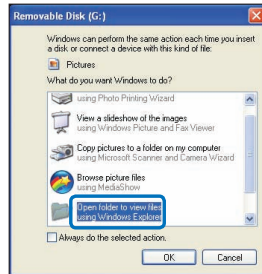 Removable Disk (G:)
Windows can perform the same action each time you insert
a disk or connect a device with this kind of file:
Pictures
What do you want Windows to do?
using Photo Printing Wizard
View a slideshow of the images
using Windows Picture and Fax Viewer
Copy pictures to a folder on my computer
using Microsoft Scanner and Camera Wizard
Browse picture files
using MediaShow
Open folder to view files
using Windows Explorer
Always do the selected action.
OK Cancel